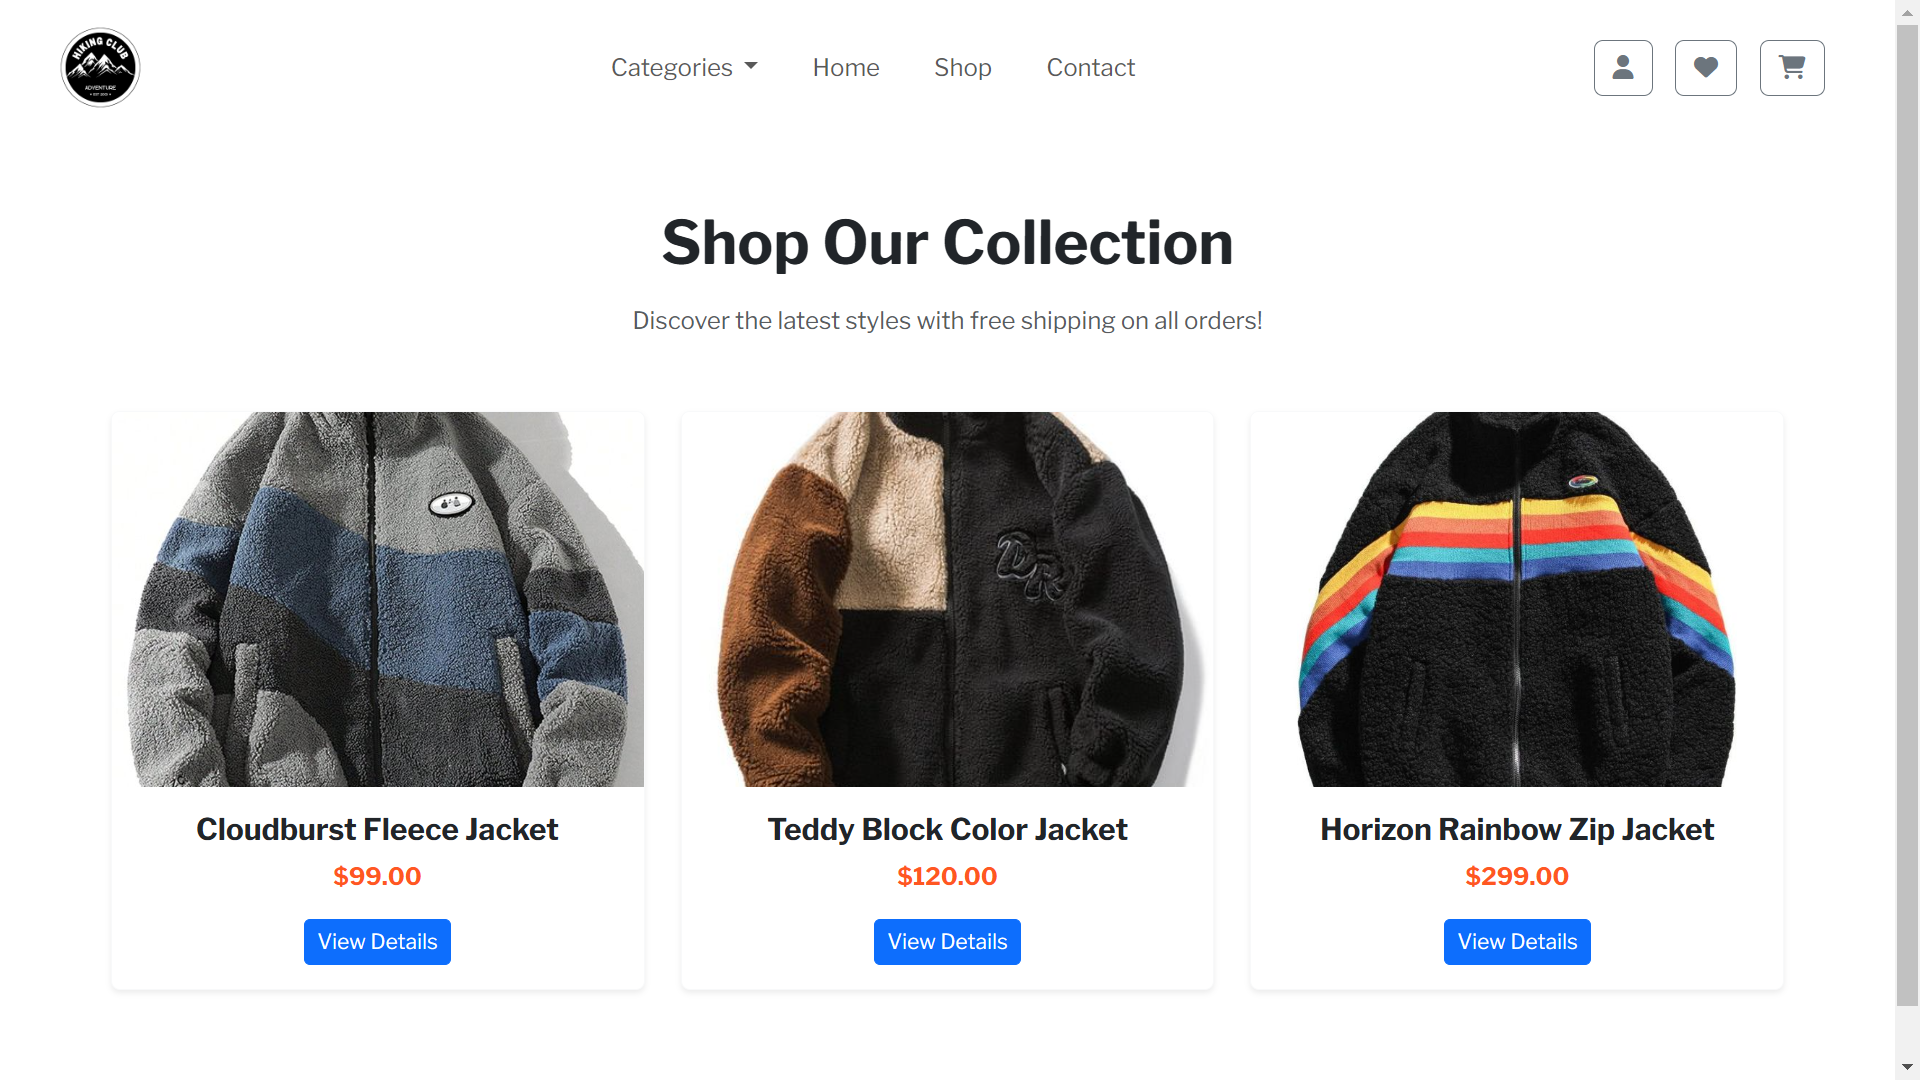 HIKING CLUB
ADVENTURE
Categories
Home
Shop
Contact
Shop Our Collection
Discover the latest styles with free shipping on all orders!
DR
Cloudburst Fleece Jacket
$99.00
View Details
Teddy Block Color Jacket
$120.00
View Details
Horizon Rainbow Zip Jacket
$299.00
View Details